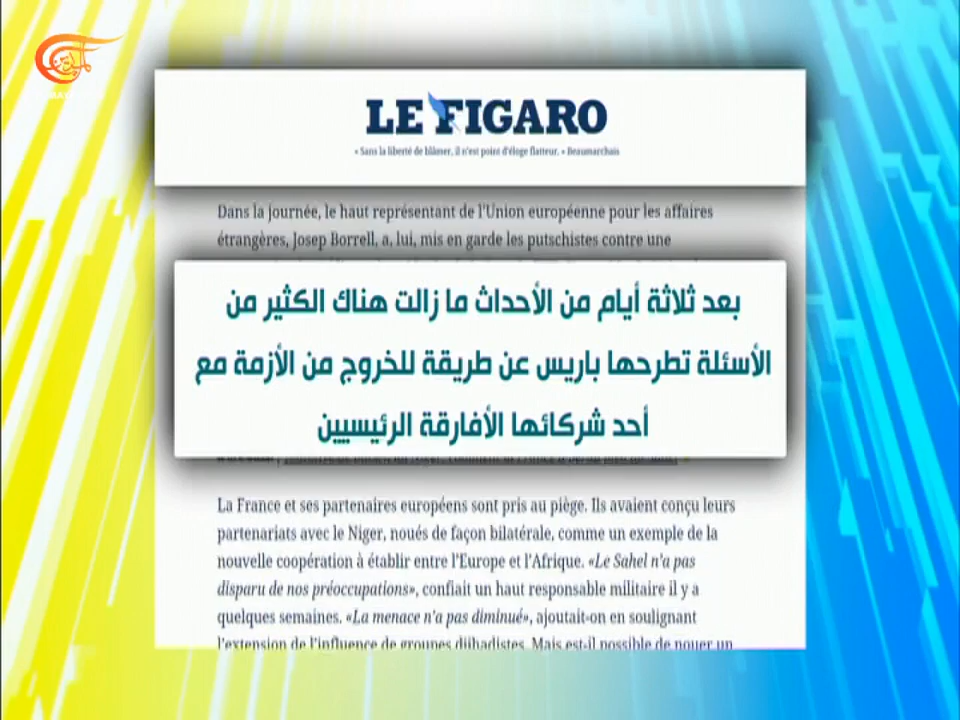 LE FIGARO
« Sans la liberté de blâmer, il n'est point d'éloge flatteur. » Beaumarchais
Dans la journée, le haut représentant de l'Union européenne pour les affaires
étrangères, Josep Borrell, a, lui, mis en garde les putschistes contre une
بعد ثلاثة أيام من الأحداث ما زالت هناك الكثير من
الأسئلة تطرحها باريس عن طريقة للخروج من الأزمة مع
أحد شركائها الأفارقة الرئيسيين
La France et ses partenaires européens sont pris au piège. Ils avaient conçu leurs
partenariats avec le Niger, noués de façon bilatérale, comme un exemple de la
nouvelle coopération à établir entre l'Europe et l'Afrique. «Le Sahel n'a pas
disparu de nos préoccupations», confiait un haut responsable militaire il y a
quelques semaines. «La menace n'a pas diminué», ajoutait-on en soulignant
l'extension de l'influence de groupes djihadistes. Mais est-il possible de nouer un